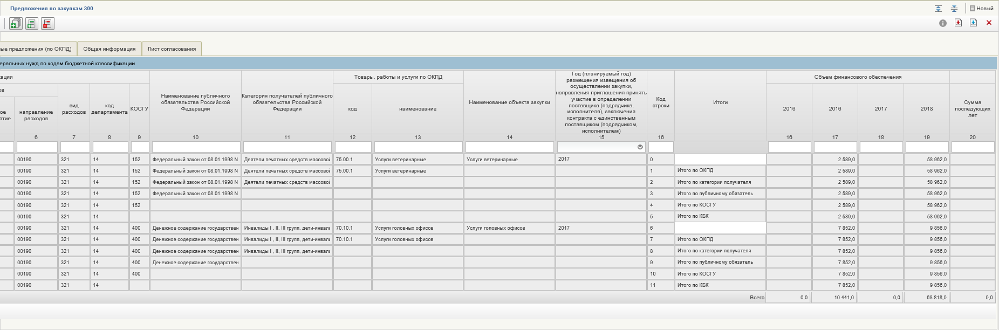 Предложения по закупкам 300
Новый
ые предложения (по ОКПД) Общая информация Лист согласования
еральных нужд по кодам бюджетной классификации
ации
ов
ое
ятие
направление
расходов
вид
расходов
код
департамента
КОСГУ
Наименование публичного
обязательства Российской
Федерации
Категория получателей публичного
обязательства Российской
Федерации
Товары, работы и услуги по ОКПД
код
наименование
Наименование объекта закупки
Год (планируемый год)
размещения извещения об
осуществлении закупки,
направления приглашения принять
участие в определении
поставщика (подрядчика,
исполнителя), заключения
контракта с единственным
поставщиком (подрядчиком,
исполнителем)
Код
строки
Итоги
Объем финансового обеспечения
2016 2016 2017 2018
Сумма
последующих
лет
6 7 8 9 10 11 12 13 14 15 16 16 17 18 19 20
00190 321 14 152 Федеральный закон от 08.01.1998 N Деятели печатных средств массовой 75.00.1 Услуги ветеринарные Услуги ветеринарные 2017 0 2 589,0 58 962,0
00190 321 14 152 Федеральный закон от 08.01.1998 N Деятели печатных средств массовой 75.00.1 Услуги ветеринарные 1 Итого по ОКПД 2 589,0 58 962,0
00190 321 14 152 Федеральный закон от 08.01.1998 N Деятели печатных средств массовой 2 Итого по категории получателя 2 589,0 58 962,0
00190 321 14 152 Федеральный закон от 08.01.1998 N 3 Итого по публичному обязатель 2 589,0 58 962,0
00190 321 14 152 4 Итого по КОСГУ 2 589,0 58 962,0
00190 321 14 5 Итого по КБК 2 589,0 58 962,0
00190 321 14 400 Денежное содержание государствен Инвалиды I , II, III групп, дети-инвали 70.10.1 Услуги головных офисов Услуги головных офисов 2017 6 7 852,0 9 856,0
00190 321 14 400 Денежное содержание государствен Инвалиды I , II, III групп, дети-инвали 70.10.1 Услуги головных офисов 7 Итого по ОКПД 7 852,0 9 856,0
00190 321 14 400 Денежное содержание государствен Инвалиды I , II, III групп, дети-инвали 8 Итого по категории получателя 7 852,0 9 856,0
00190 321 14 400 Денежное содержание государствен 9 Итого по публичному обязатель 7 852,0 9 856,0
00190 321 14 400 10 Итого по КОСГУ 7 852,0 9 856,0
00190 321 14 11 Итого по КБК 7 852,0 9 856,0
Всего 0,0 10 441,0 0,0 68 818,0 0,0